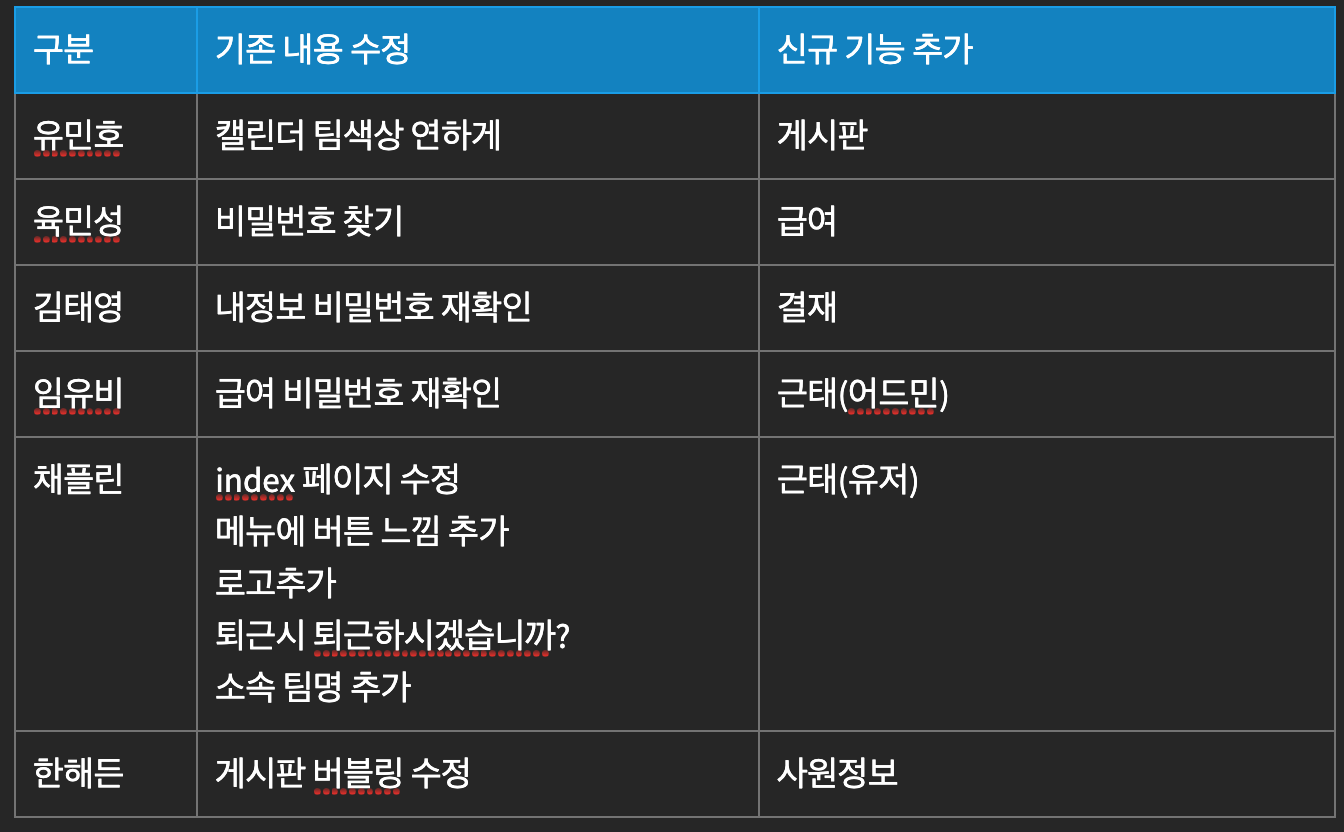 구분 기존 내용 수정 신규 기능 추가
유민호 캘린더 팀색상 연하게 게시판
육민성 비밀번호 찾기 급여
김태영 내정보 비밀번호 재확인 결재
임유비 급여 비밀번호 재확인 근태(어드민)
채플린 index 페이지 수정 근태(유저)
메뉴에 버튼 느낌 추가
로고추가
퇴근시 퇴근하시겠습니까?
소속 팀명 추가
한해든 게시판 버블링 수정 사원정보